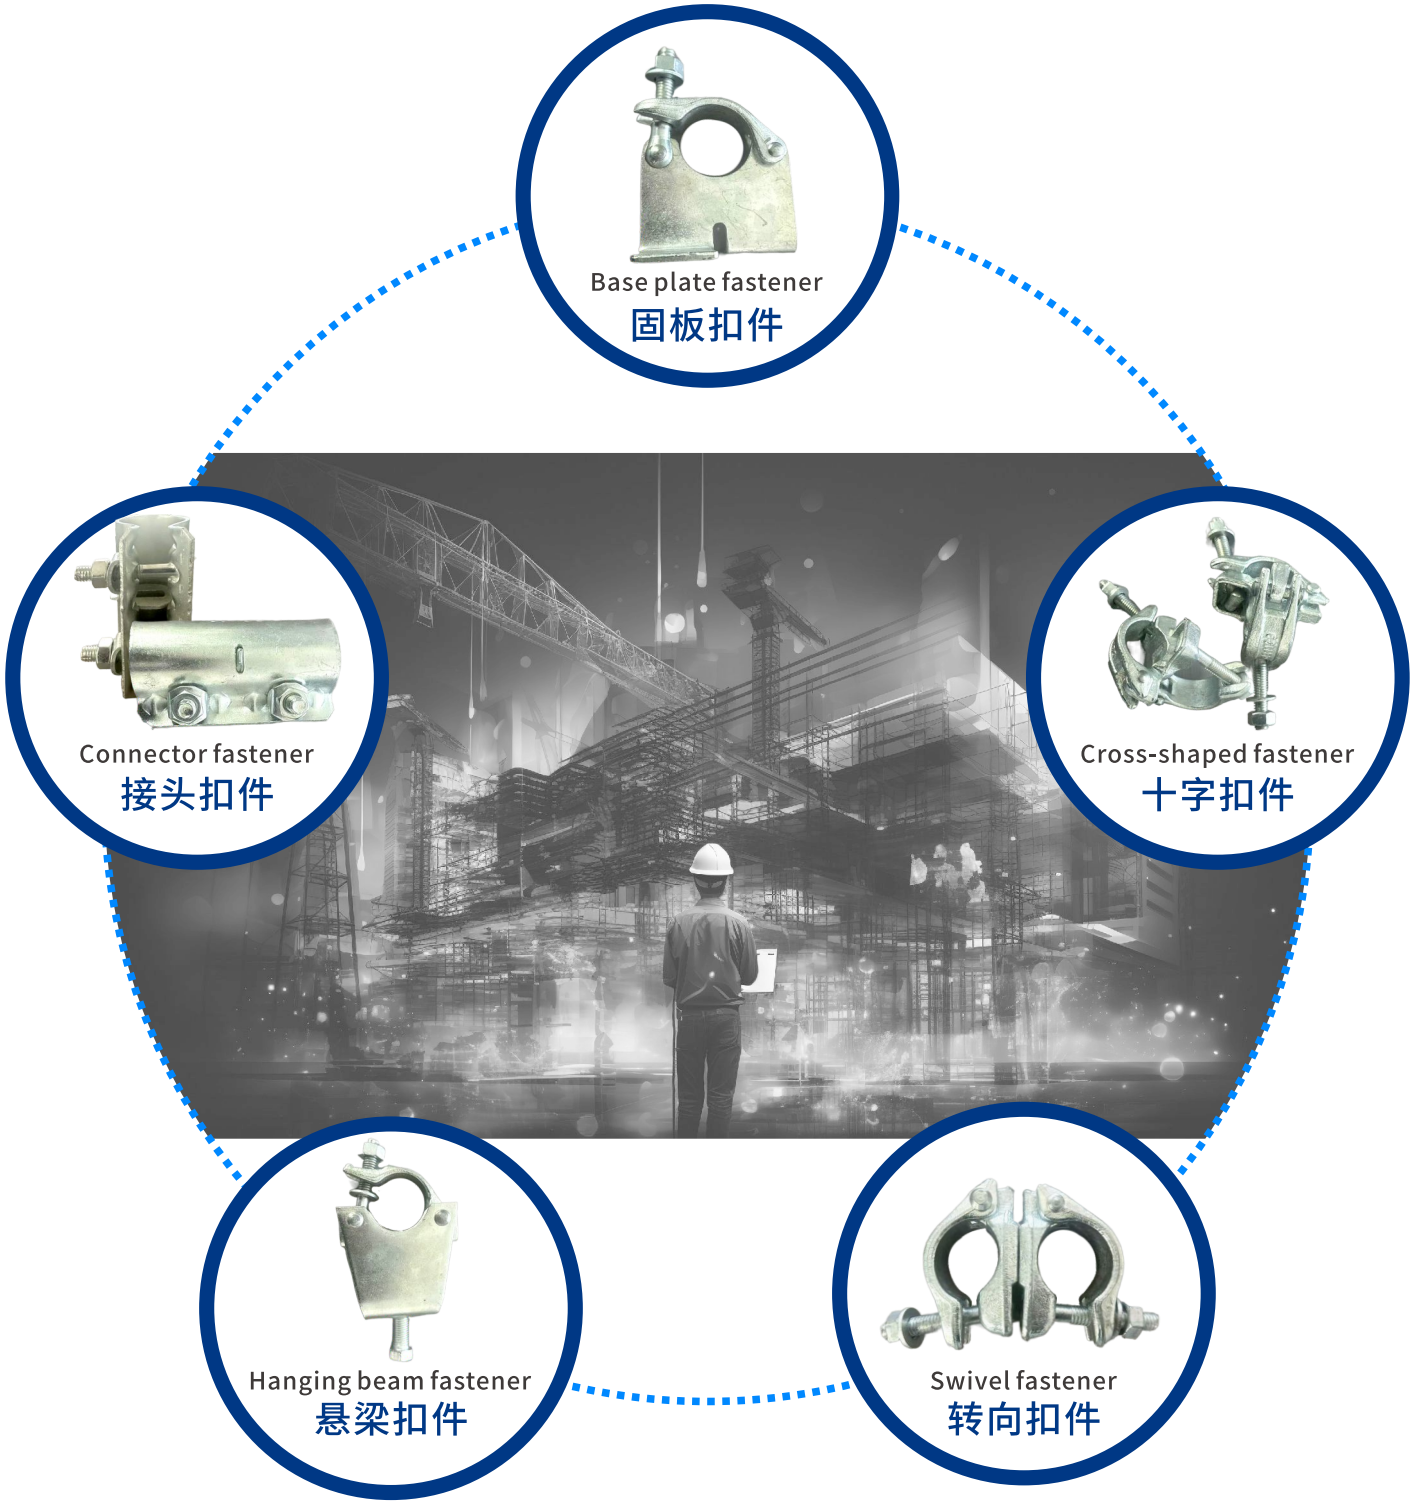 Base plate fastener
固板扣件
Connector fastener
接头扣件
Cross-shaped fastener
十字扣件
Hanging beam fastener
悬梁扣件
Swivel fastener
转向扣件